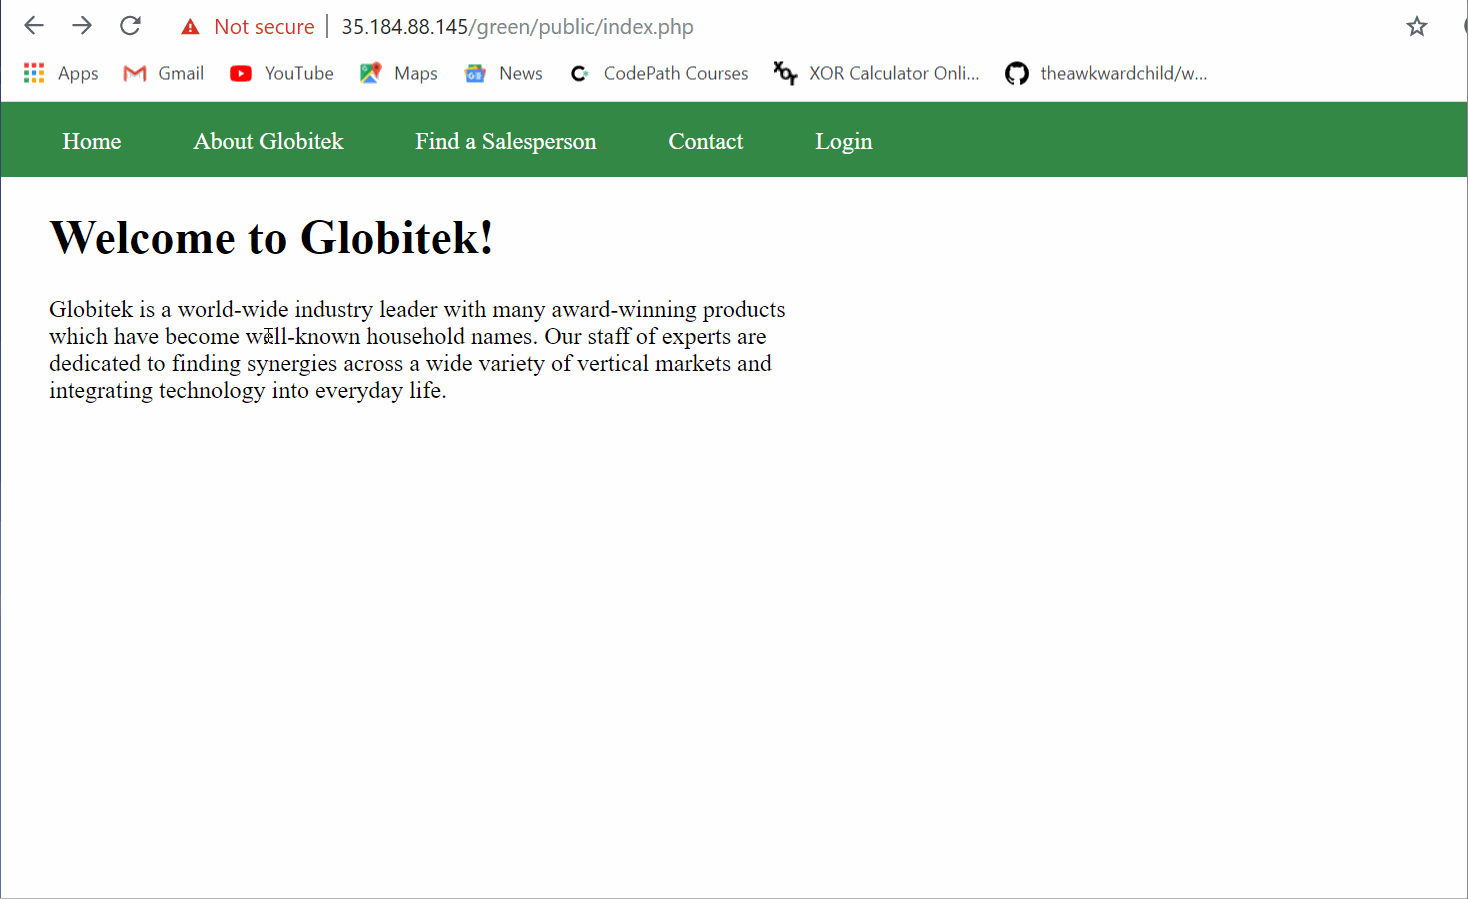 Not secure | 35.184.88.145/green/public/index.php
Apps Gmail YouTube Maps News CodePath Courses XOR Calculator Onli... theawkwardchild/w...
Home About Globitek Find a Salesperson Contact Login
Welcome to Globitek!
Globitek is a world-wide industry leader with many award-winning products
which have become well-known household names. Our staff of experts are
dedicated to finding synergies across a wide variety of vertical markets and
integrating technology into everyday life.